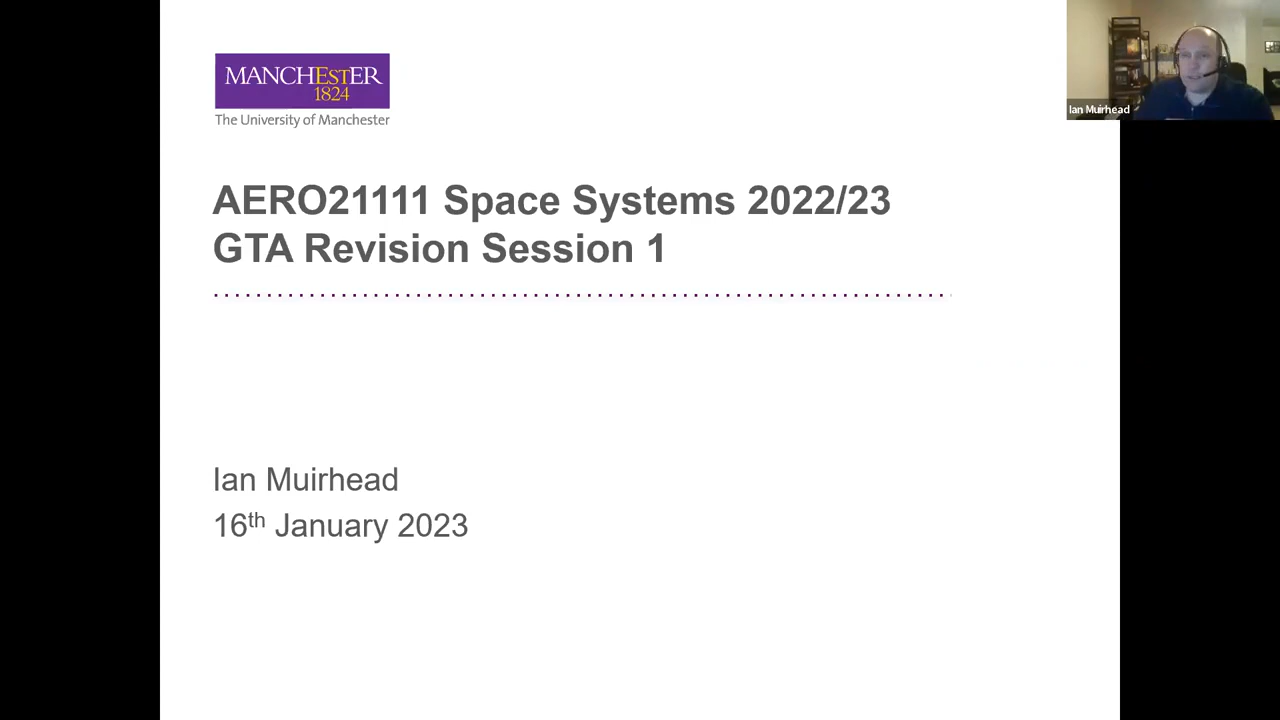 MANCHESTER
1824
The University of Manchester
Ian Muirhead
AERO21111 Space Systems 2022/23
GTA Revision Session 1
Ian Muirhead
16th January 2023